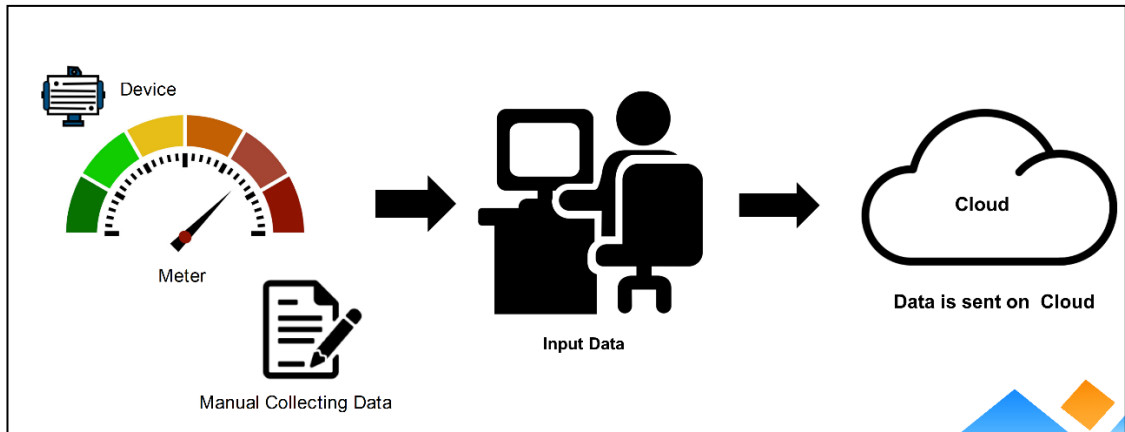 Device
Meter
Manual Collecting Data
Input Data
Cloud
Data is sent on Cloud